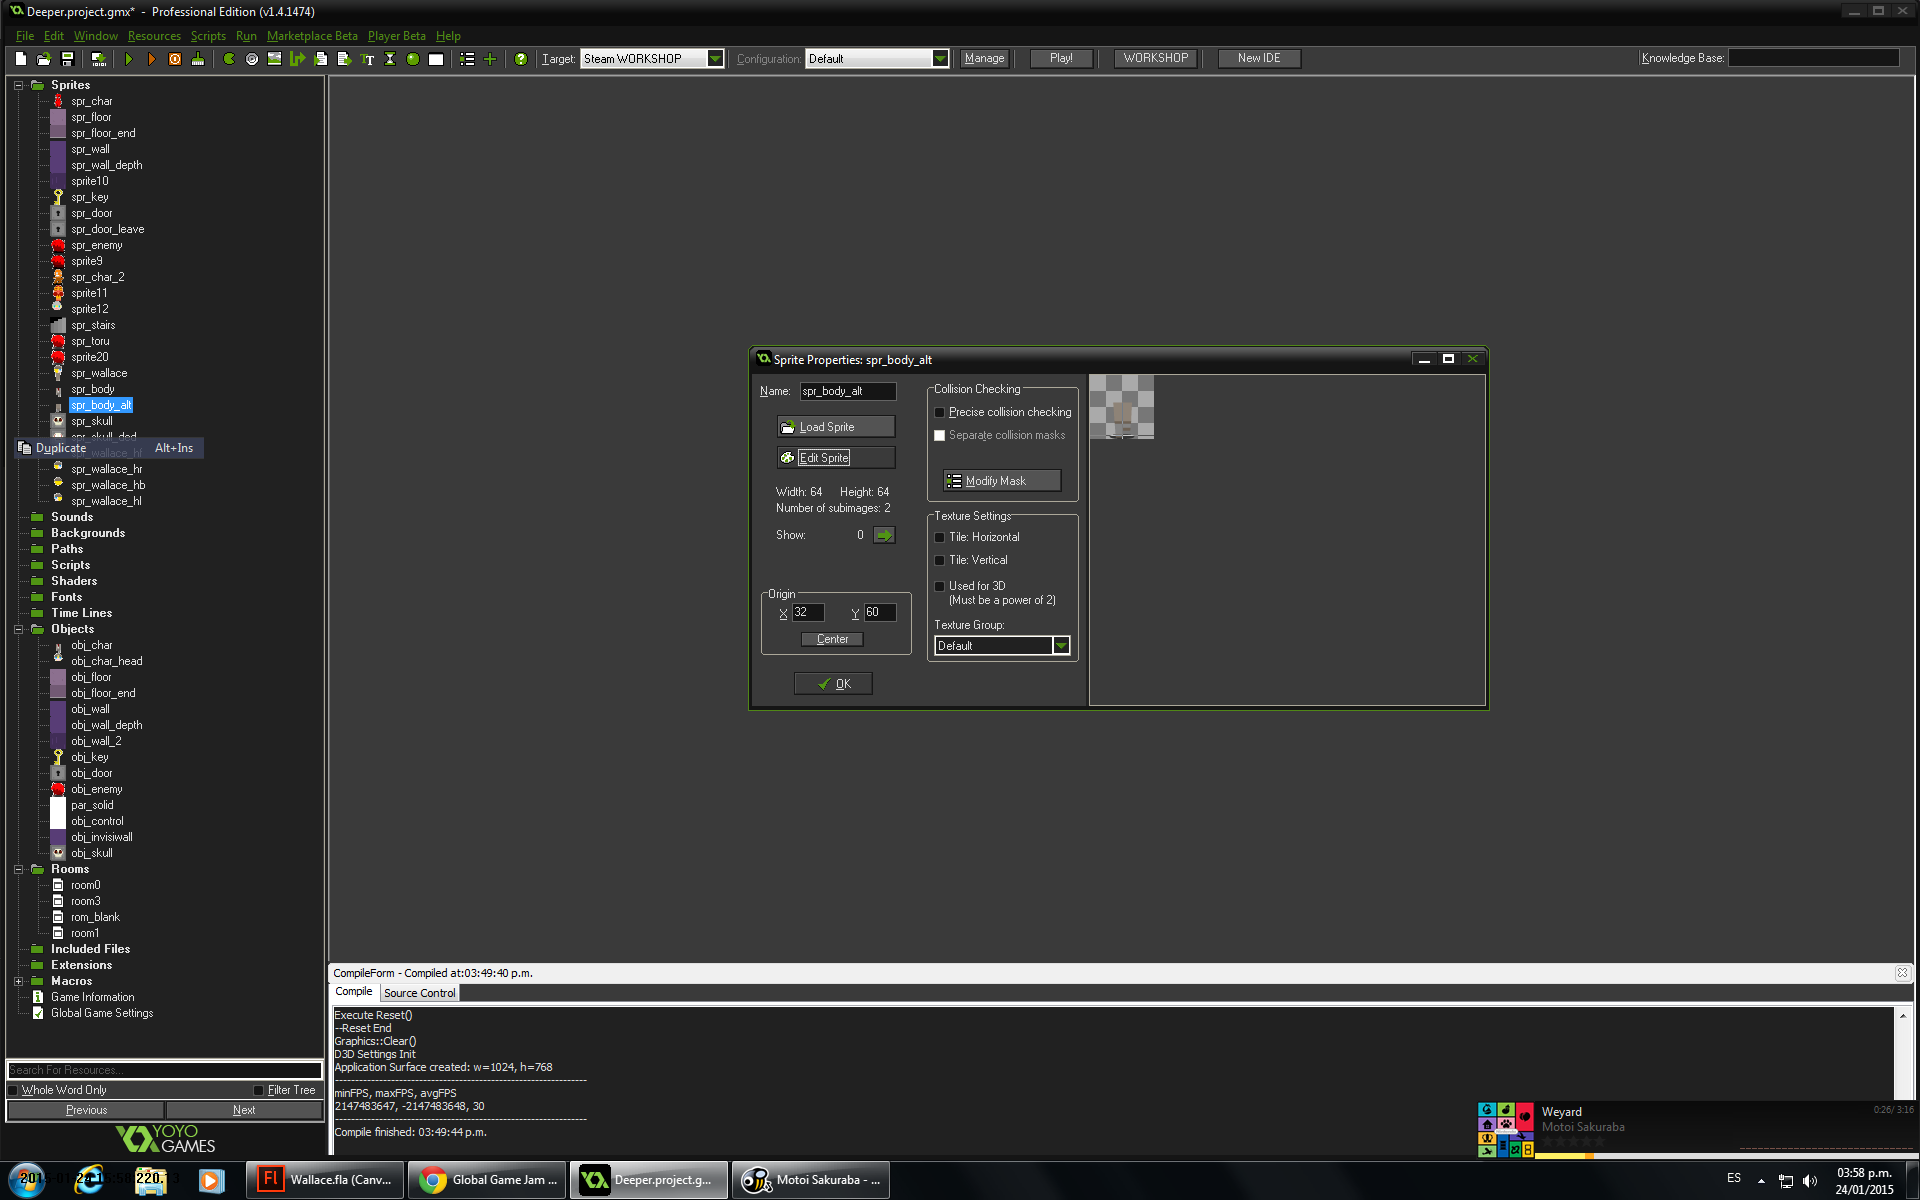 Deeper.project.gmx* - Professional Edition (v1.4.1474)
File Edit Window Resources Scripts Run Marketplace Beta Player Beta Help
Target: Steam WORKSHOP Configuration: Default Manage Play! WORKSHOP New IDE Knowledge Base:
Sprites
spr_char
spr_floor
spr_floor_end
spr_wall
spr_wall_depth
sprite10
spr_key
spr_door
spr_door_leave
spr_enemy
sprite9
spr_char_2
sprite11
sprite12
spr_stairs
spr_toru
sprite20
spr_wallace
spr_body
spr_body_alt
spr_skull
spr_skull_ded
Duplicate Alt+Ins
spr_wallace_hf
spr_wallace_hr
spr_wallace_hb
spr_wallace_hl
Sounds
Backgrounds
Paths
Scripts
Shaders
Fonts
Time Lines
Objects
obj_char
obj_char_head
obj_floor
obj_floor_end
obj_wall
obj_wall_depth
obj_wall_2
obj_key
obj_door
obj_enemy
par_solid
obj_control
obj_invisiwall
obj_skull
Rooms
room0
room3
rom_blank
room1
Included Files
Extensions
Macros
Game Information
Global Game Settings
Search For Resources...
Whole Word Only Filter Tree
Previous Next
YOYO
GAMES
Sprite Properties: spr_body_alt
Name: spr_body_alt
Load Sprite
Edit Sprite
Width: 64 Height: 64
Number of subimages: 2
Show: 0
Origin
X 32 Y 60
Center
OK
Collision Checking
Precise collision checking
Separate collision masks
Modify Mask
Texture Settings
Tile: Horizontal
Tile: Vertical
Used for 3D
(Must be a power of 2)
Texture Group:
Default
CompileForm - Compiled at:03:49:40 p.m.
Compile Source Control
Execute Reset()
--Reset End
Graphics::Clear()
D3D Settings Init
Application Surface created: w=1024, h=768
minFPS, maxFPS, avgFPS
2147483647, -2147483648, 30
Compile finished: 03:49:44 p.m.
Weyard 0:26/ 3:16
Motoi Sakuraba
Wallace.fla (Canv... Global Game Jam ... Deeper.project.g... Motoi Sakuraba - ...
ES 03:58 p.m.
24/01/2015